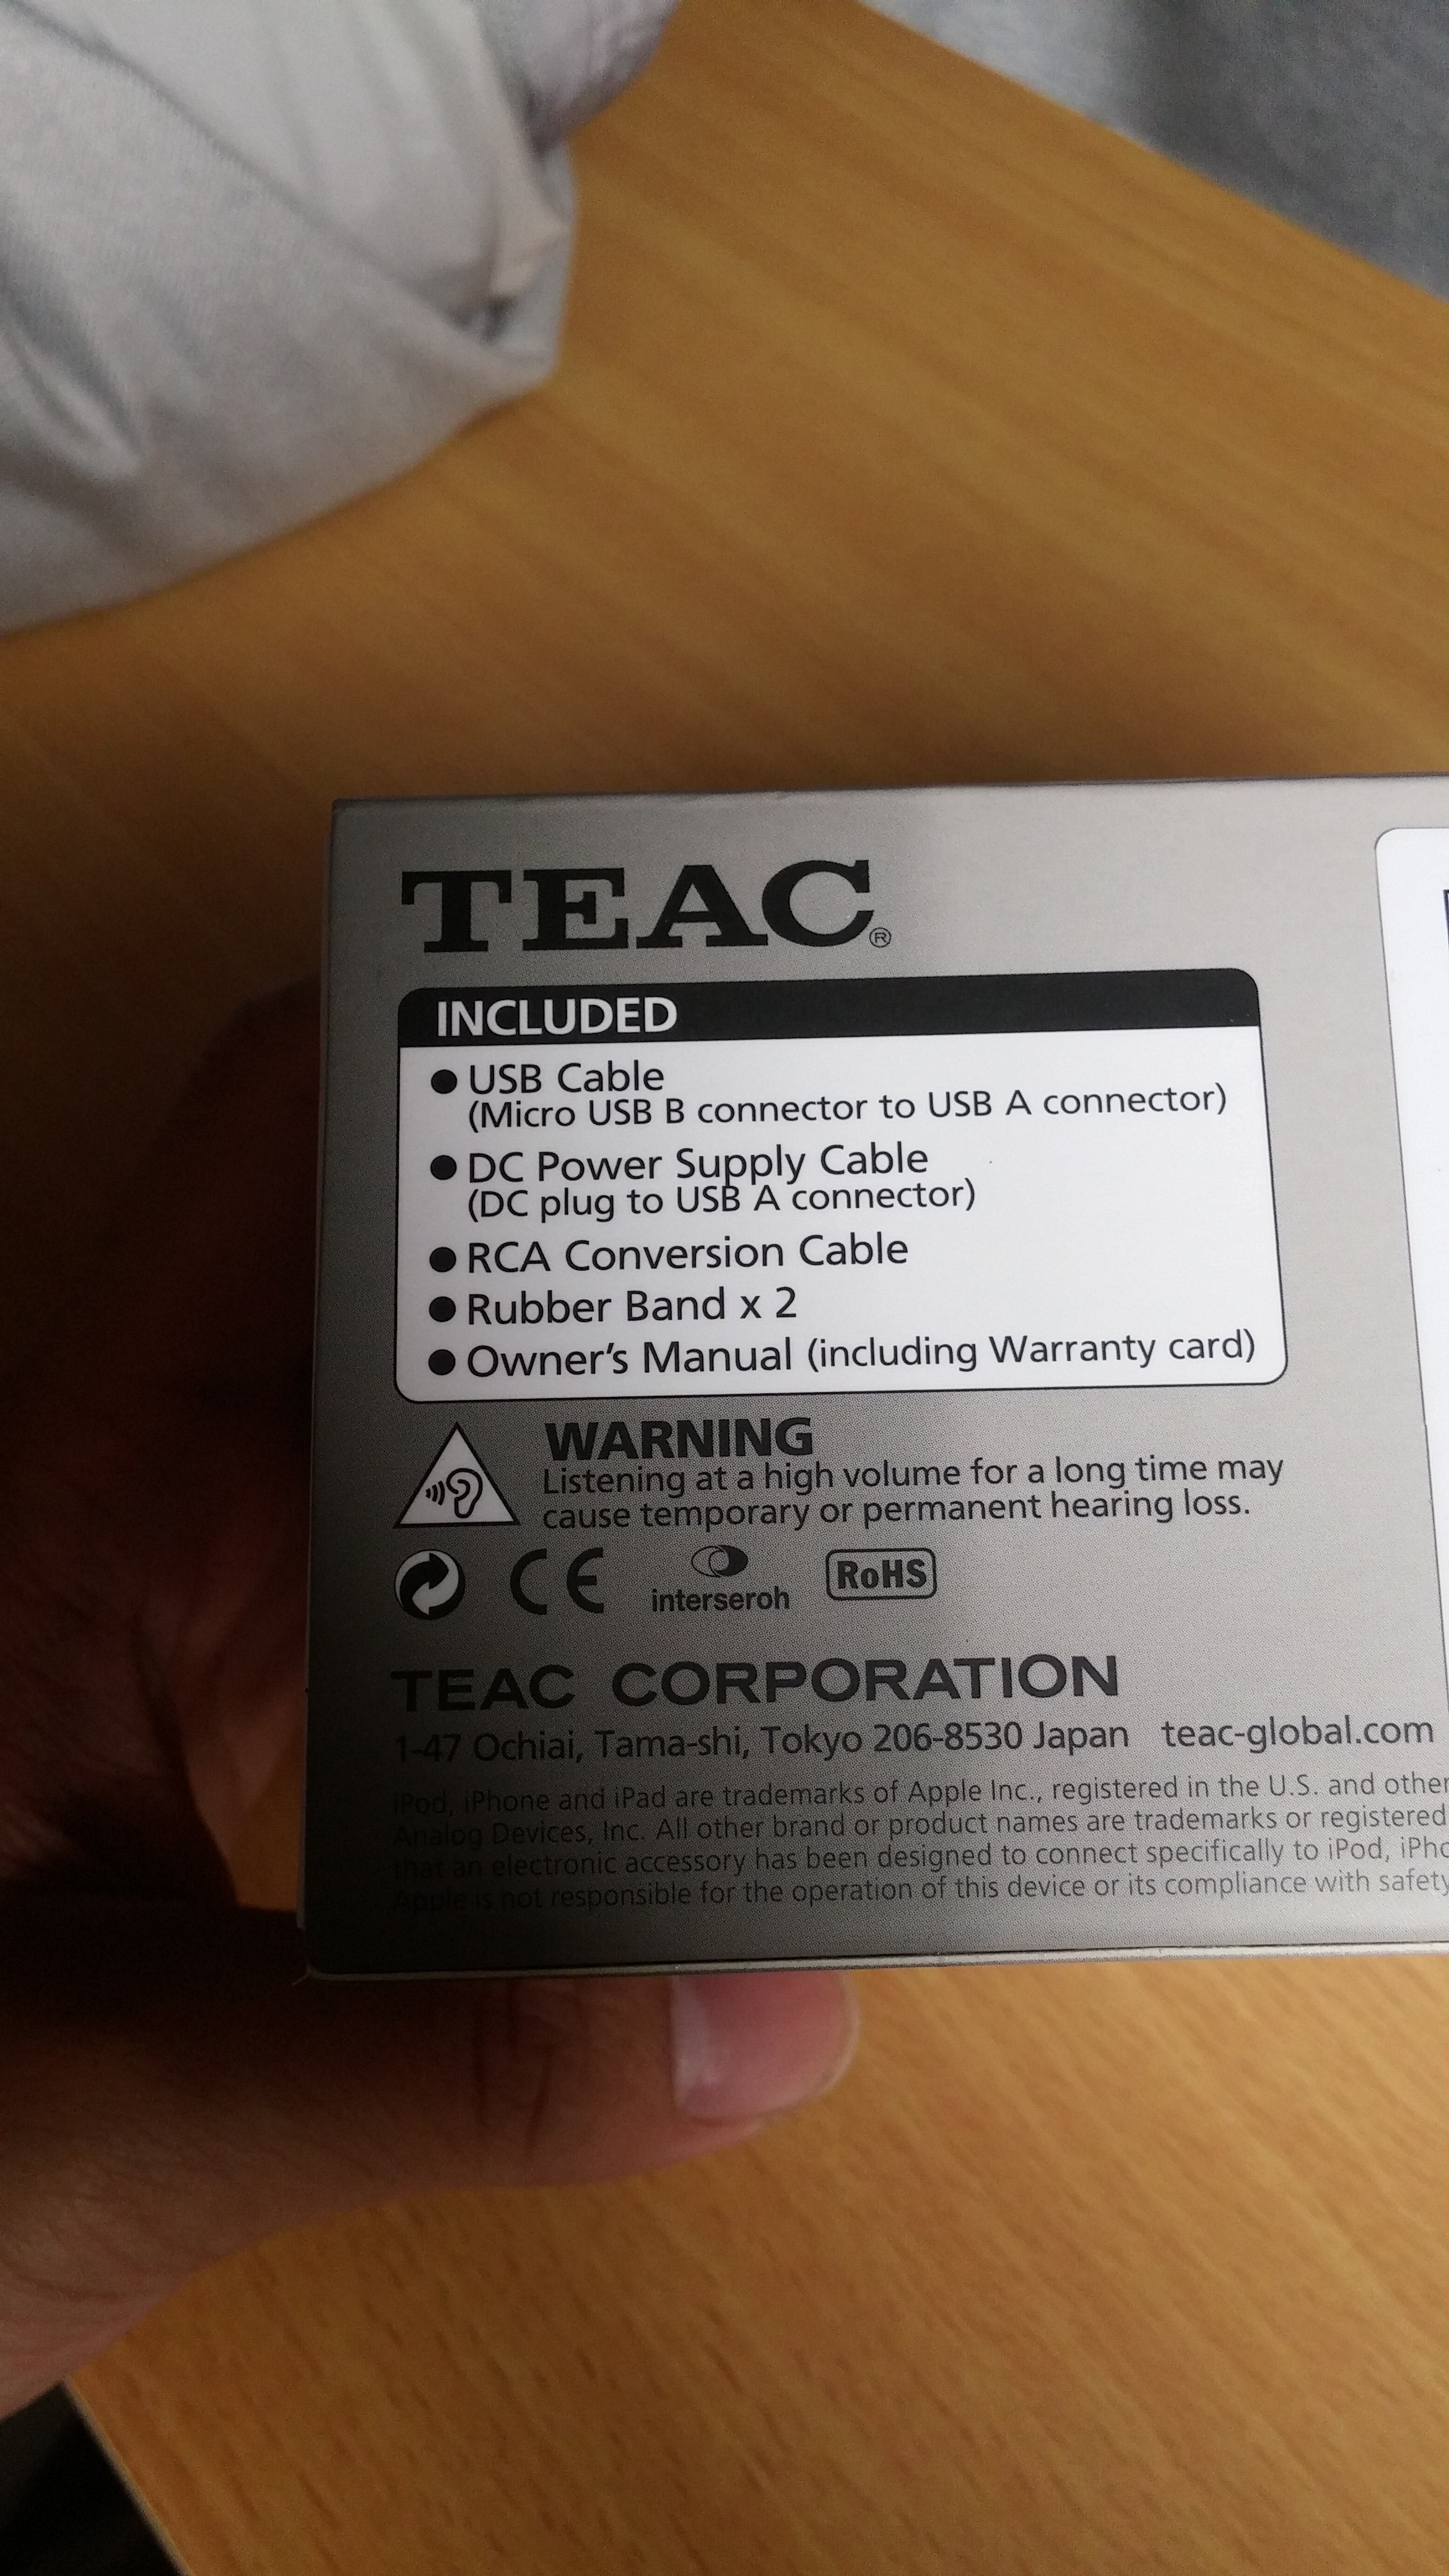 TEAC®
INCLUDED
● USB Cable
(Micro USB B connector to USB A connector)
● DC Power Supply Cable
(DC plug to USB A connector)
● RCA Conversion Cable
● Rubber Band x 2
● Owner's Manual (including Warranty card)
WARNING
Listening at a high volume for a long time may
cause temporary or permanent hearing loss.
CE interseroh RoHS
TEAC CORPORATION
1-47 Ochiai, Tama-shi, Tokyo 206-8530 Japan teac-global.com
iPod, iPhone and iPad are trademarks of Apple Inc., registered in the U.S. and other
Analog Devices, Inc. All other brand or product names are trademarks or registered
that an electronic accessory has been designed to connect specifically to iPod, iPho
Apple is not responsible for the operation of this device or its compliance with safety